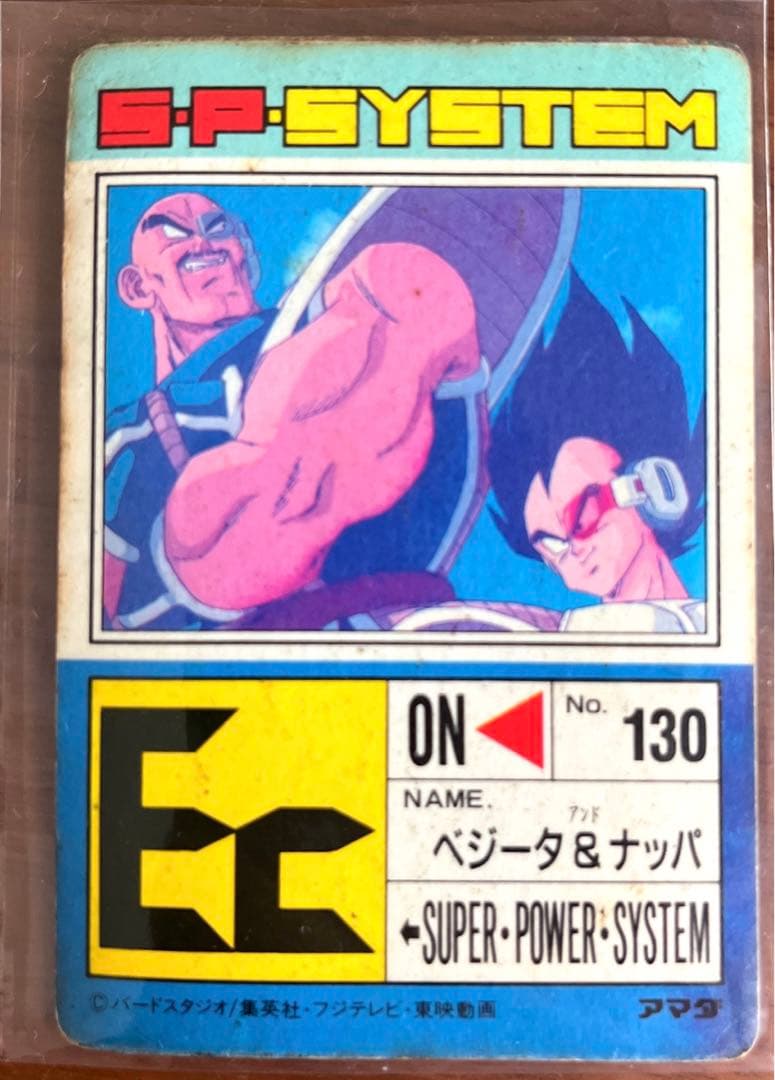 S·P·SYSTEM
Ec
ON
No. 130
NAME.
アンド
ベジータ&ナッパ
SUPER・POWER・SYSTEM
©バードスタジオ/集英社・フジテレビ・東映動画
アマダ